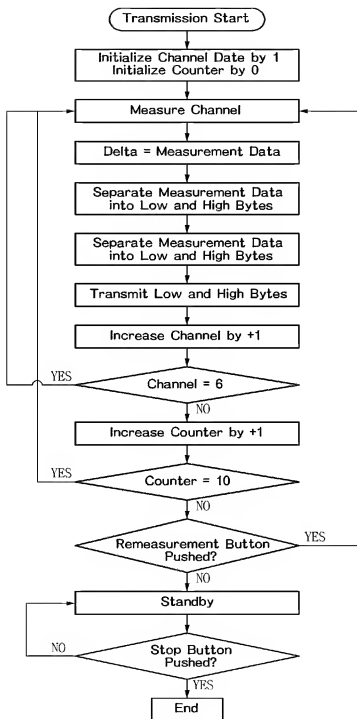 Transmission Start
Initialize Channel Date by 1
Initialize Counter by 0
Measure Channel
Delta = Measurement Data
Separate Measurement Data
into Low and High Bytes
Separate Measurement Data
into Low and High Bytes
Transmit Low and High Bytes
Increase Channel by +1
YES
Channel = 6
NO
Increase Counter by +1
YES
Counter = 10
NO
Remeasurement Button
Pushed?
YES
NO
Standby
NO
Stop Button
Pushed?
YES
End